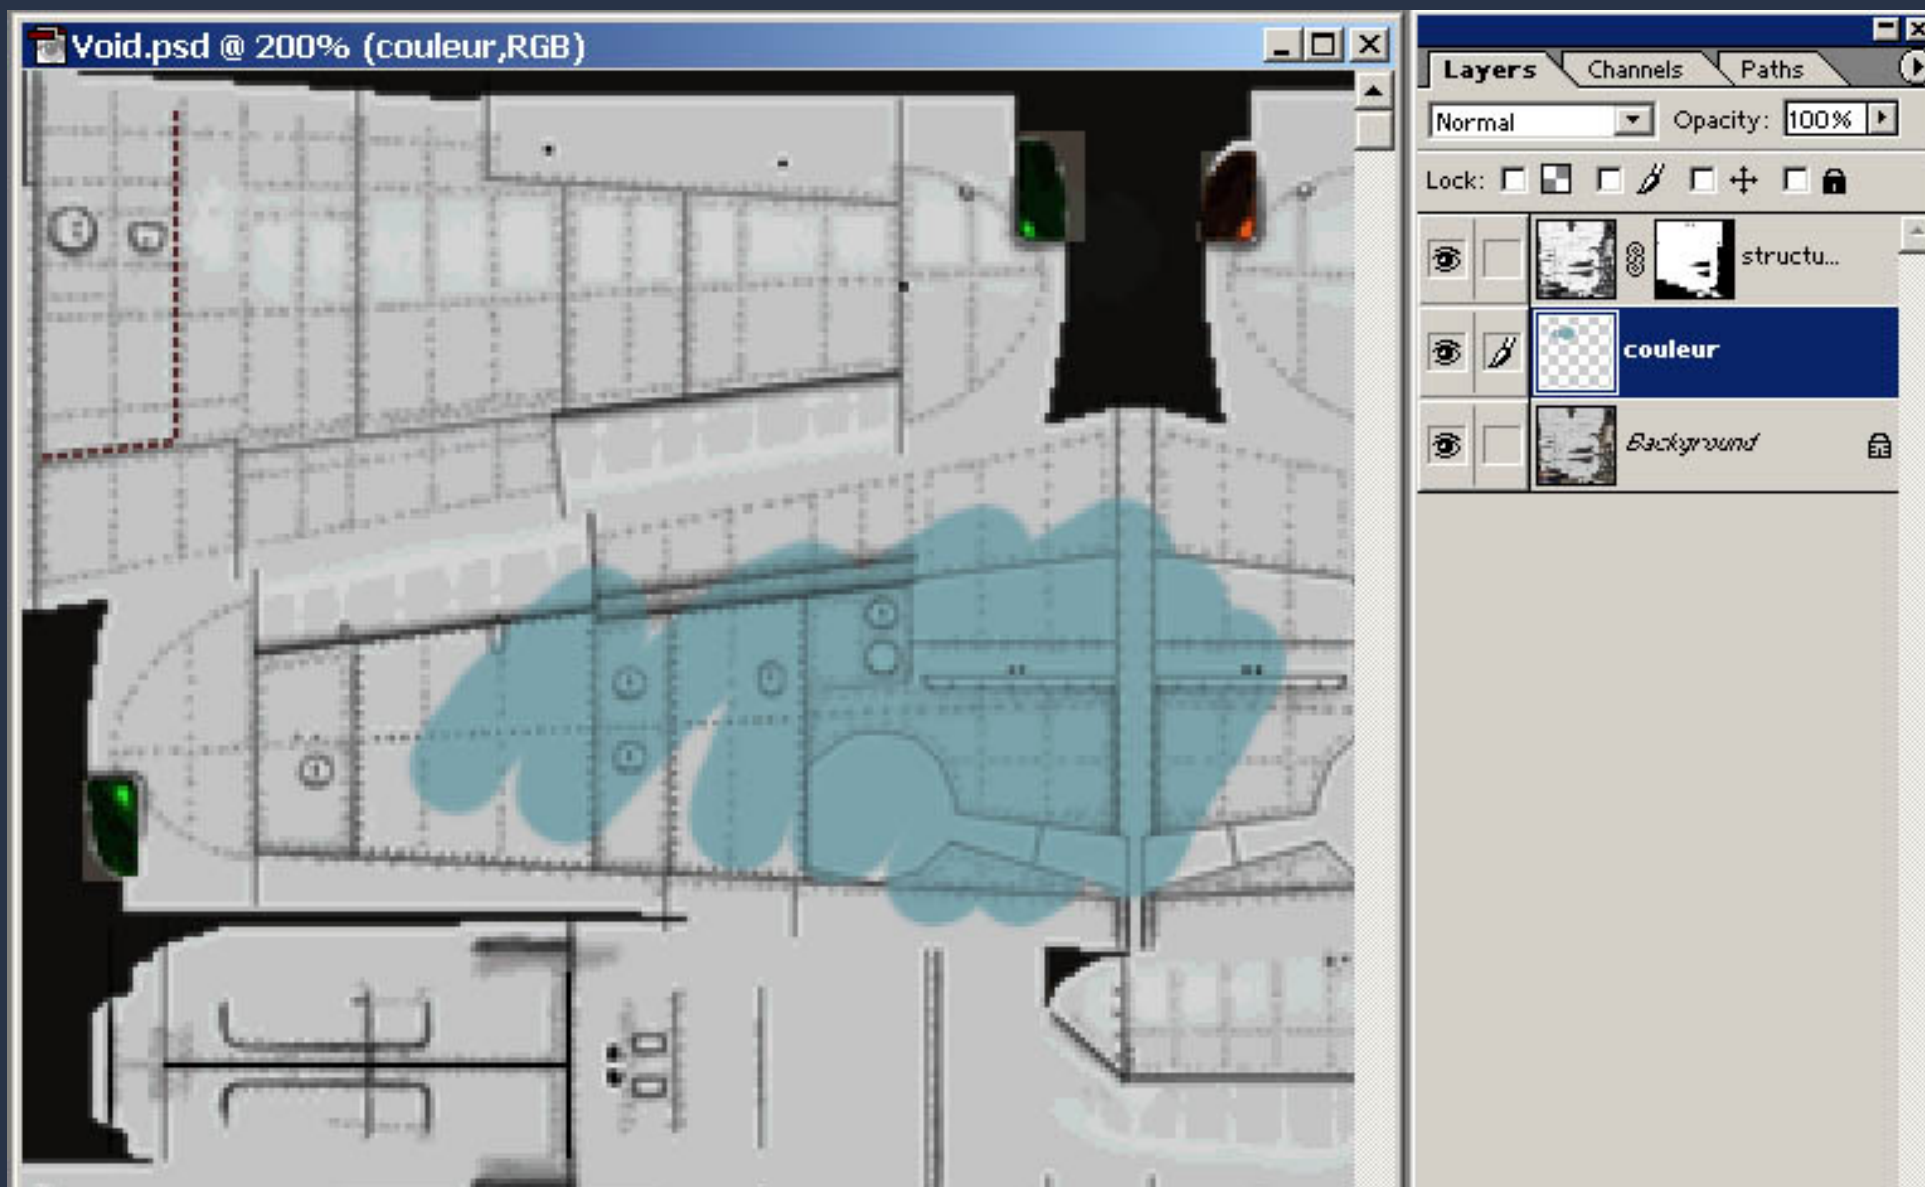 Void.psd @ 200% (couleur,RGB)
Layers Channels Paths
Normal Opacity: 100%
Lock:
structu...
couleur
Background